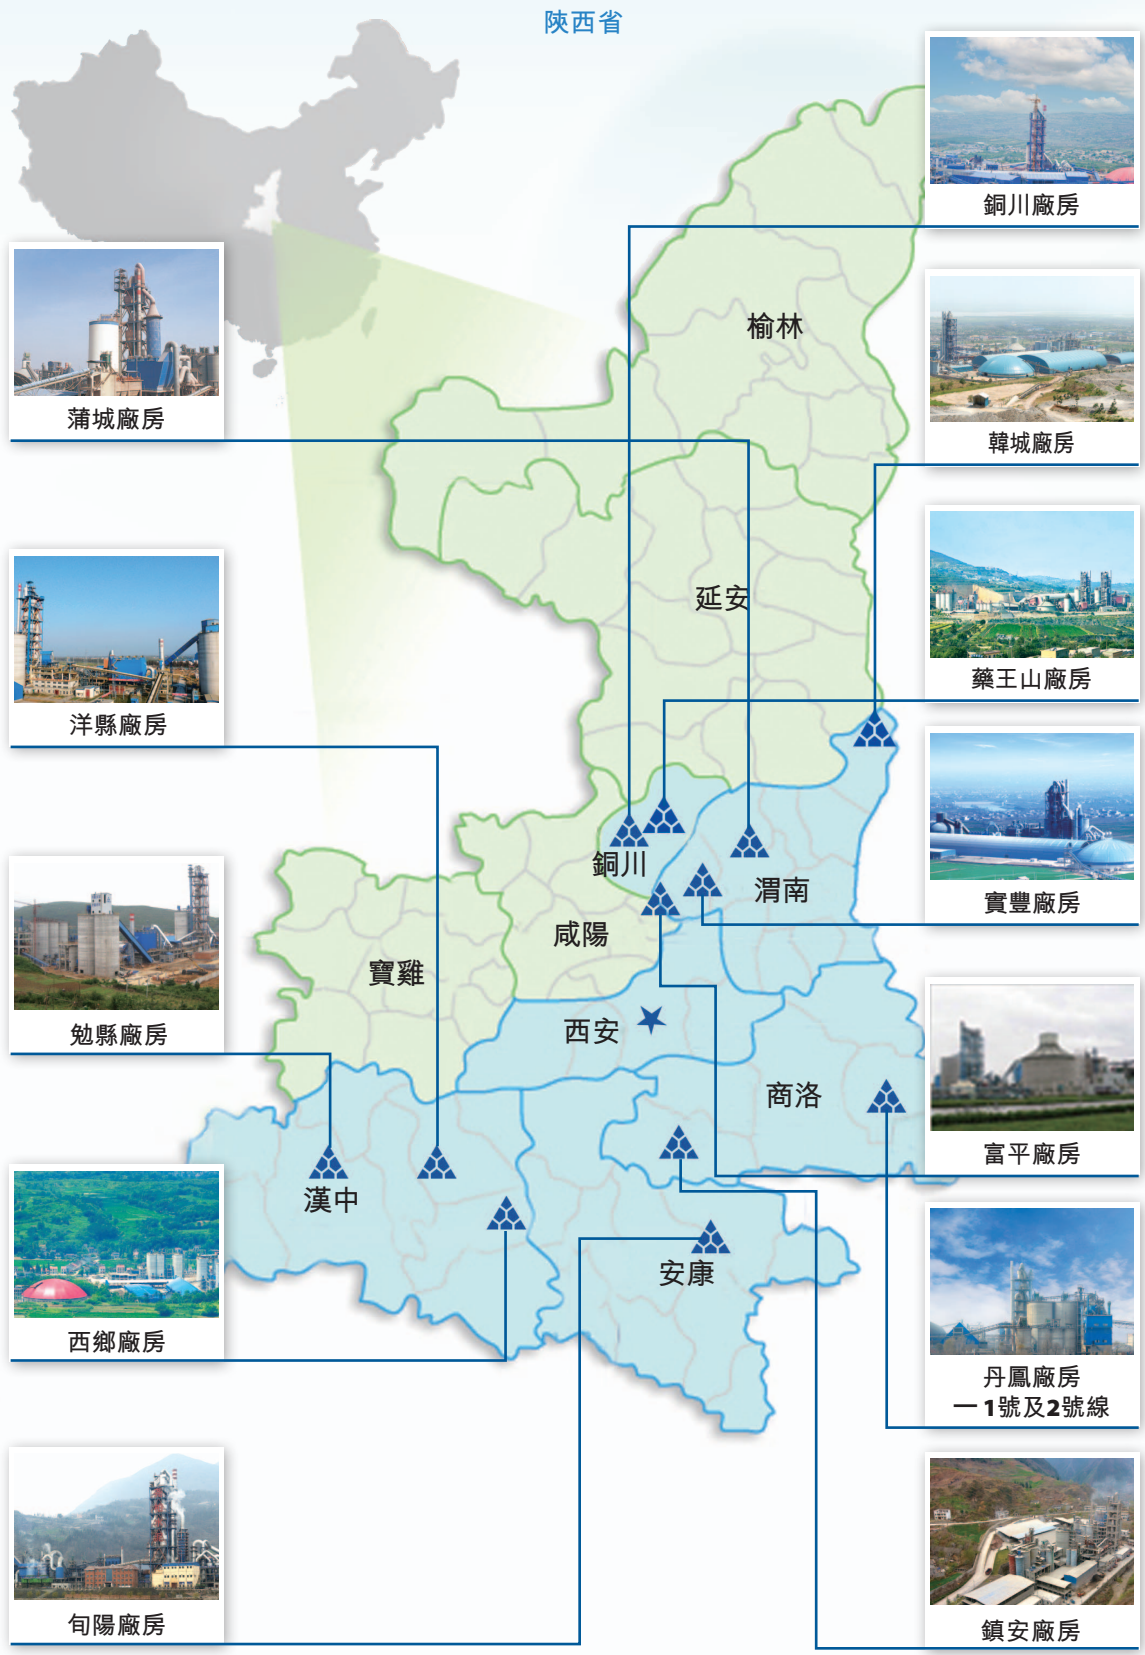 陝西省
銅川廠房
榆林
蒲城廠房
韓城廠房
延安
藥王山廠房
洋縣廠房
銅川
渭南
實豐廠房
咸陽
寶雞
西安
勉縣廠房
商洛
富平廠房
漢中
安康
西鄉廠房
丹鳳廠房
一 1號及2號線
旬陽廠房
鎮安廠房